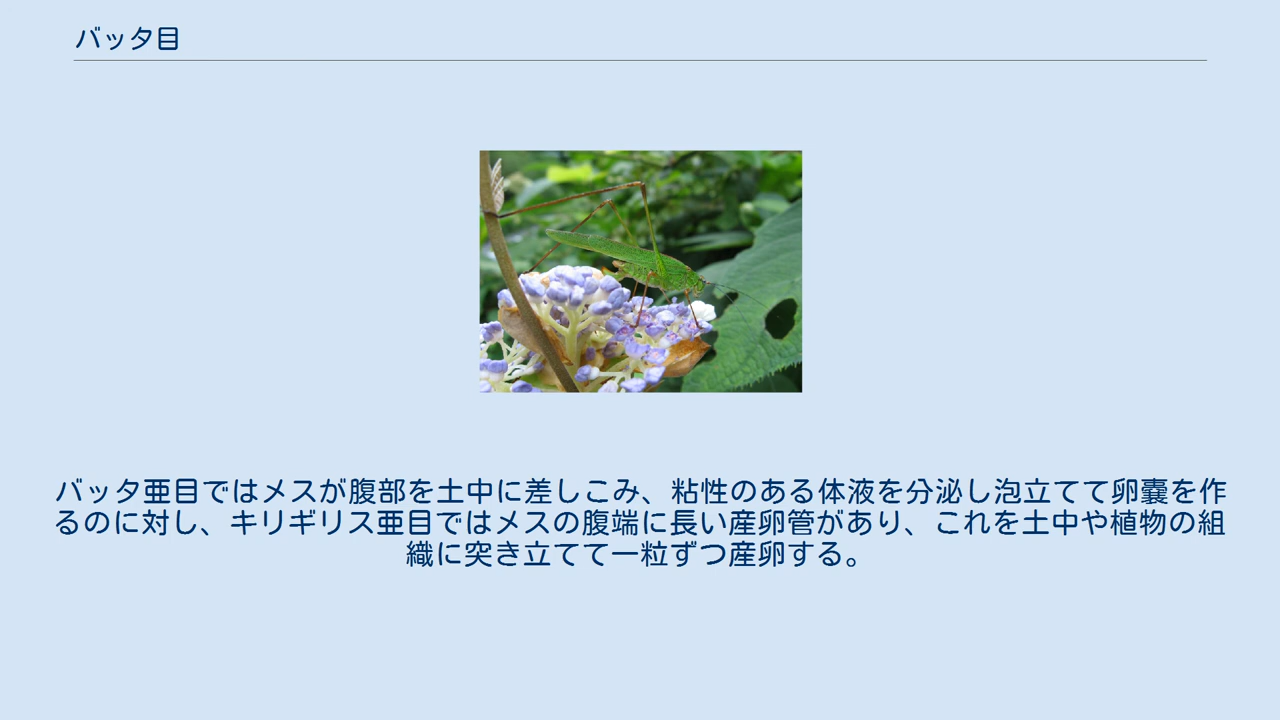 バッタ目
バッタ亜目ではメスが腹部を土中に差しこみ、粘性のある体液を分泌し泡立てて卵嚢を作
るのに対し、キリギリス亜目ではメスの腹端に長い産卵管があり、これを土中や植物の組
織に突き立てて一粒ずつ産卵する。